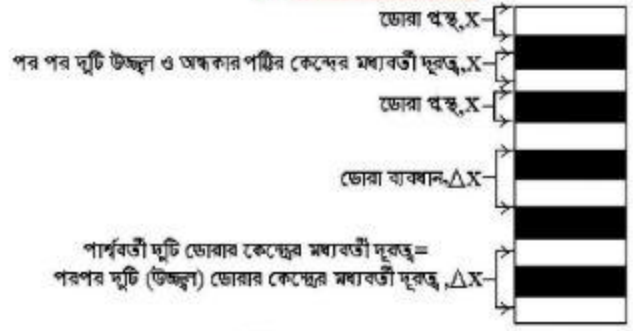 ডোরা প্রস্থ,X
পর পর দুটি উজ্জ্বল ও অন্ধকার পট্টির কেন্দ্রের মধ্যবর্তী দূরত্ব,X
ডোরা প্রস্থ,X
ডোরা ব্যবধান,ΔX
পার্শ্ববর্তী দুটি ডোরার কেন্দ্রের মধ্যবর্তী দূরত্ব=
পরপর দুটি (উজ্জ্বল) ডোরার কেন্দ্রের মধ্যবর্তী দূরত্ব ,ΔX